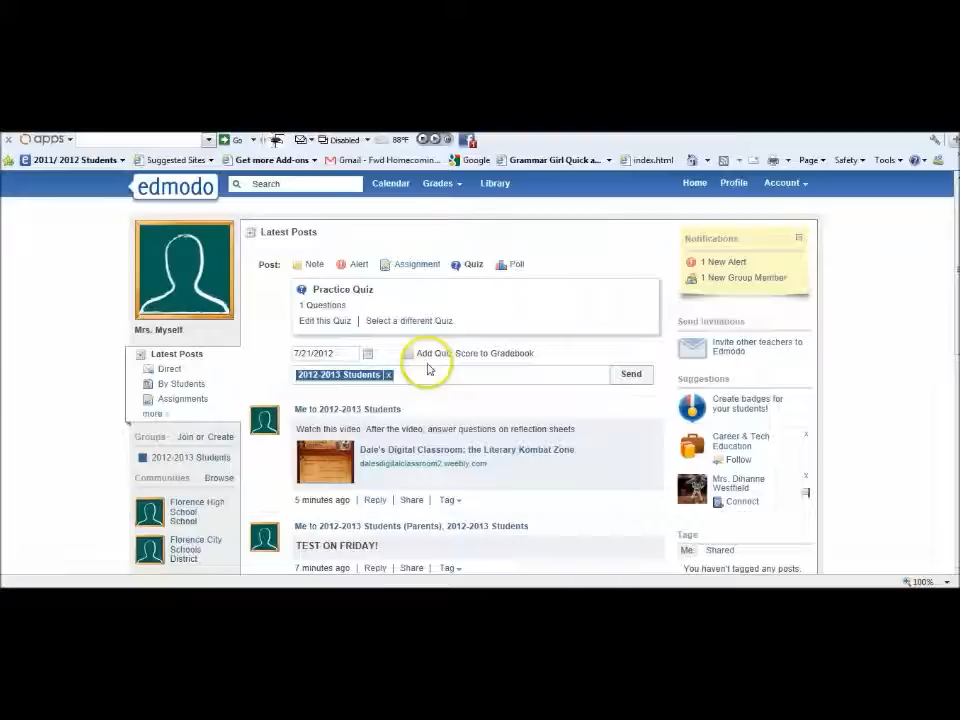 apps Go Disabled 88°F
2011/ 2012 Students Suggested Sites Get more Add-ons Gmail - Fwd Homecomin... Google Grammar Girl Quick a... index.html Page Safety Tools
edmodo Search Calendar Grades Library Home Profile Account
Latest Posts
Post: Note Alert Assignment Quiz Poll
Practice Quiz
1 Questions
Edit this Quiz | Select a different Quiz
7/21/2012 Add Quiz Score to Gradebook
2012-2013 Students x Send
Mrs. Myself
Latest Posts
Direct
By Students
Assignments
more
Groups Join or Create
2012-2013 Students
Communities Browse
Florence High
School
Florence City
Schools
District
Me to 2012-2013 Students
Watch this video. After the video, answer questions on reflection sheets
Dale's Digital Classroom: the Literary Kombat Zone
dalesdigitalclassroom2.weebly.com
5 minutes ago | Reply | Share | Tag
Me to 2012-2013 Students (Parents), 2012-2013 Students
TEST ON FRIDAY!
7 minutes ago | Reply | Share | Tag
Notifications
1 New Alert
1 New Group Member
Send Invitations
Invite other teachers to
Edmodo
Suggestions
Create badges for
your students!
Career & Tech x
Education
Follow
Mrs. Dihanne x
Westfield
Connect
Tags
Me Shared
You haven't tagged any posts.
100%